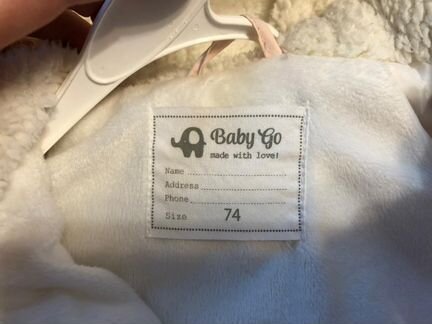 Baby Go
made with love!
Name
Address
Phone
Size 74